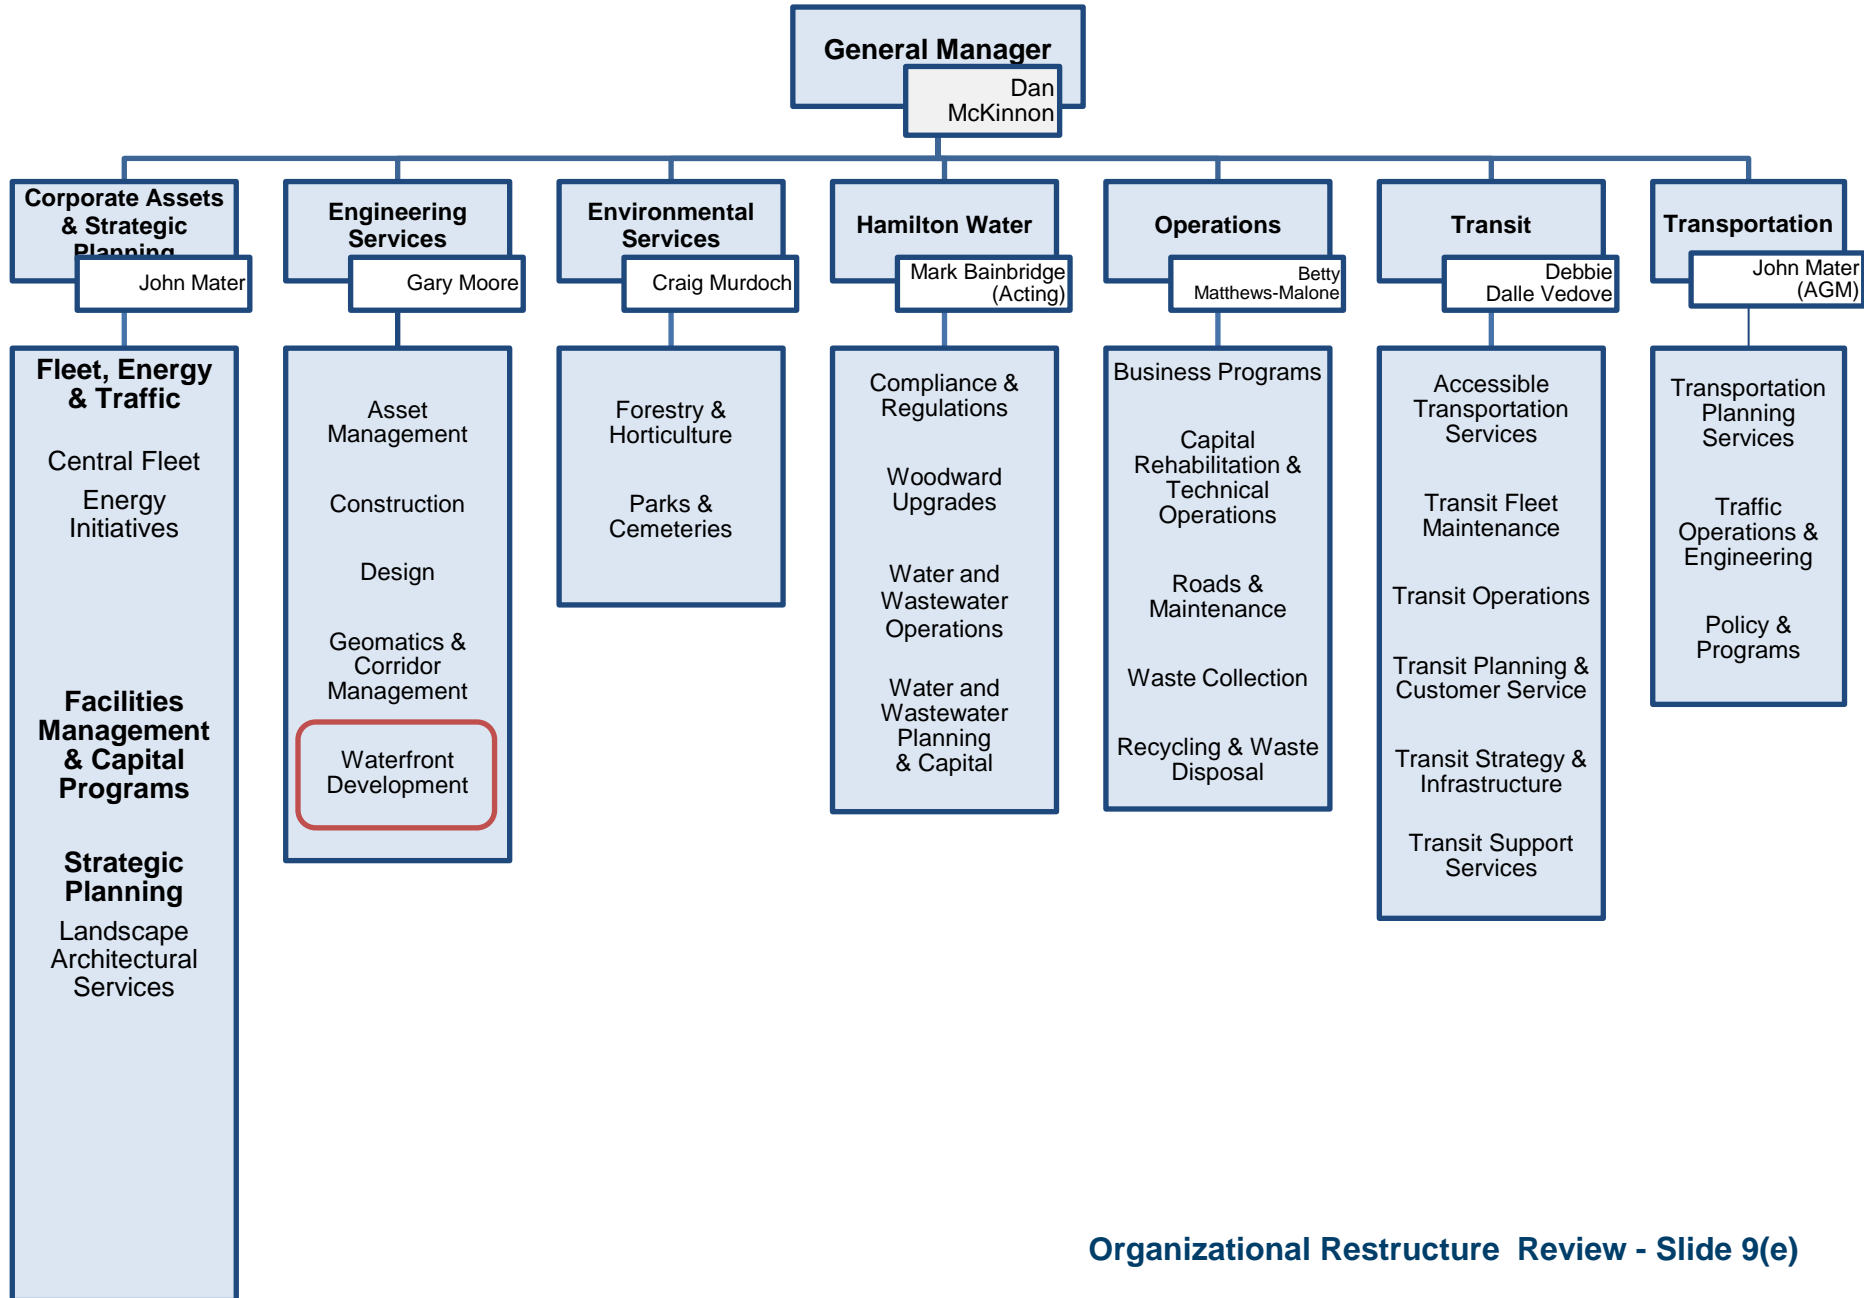 General Manager
Dan
McKinnon
Corporate Assets
& Strategic
Planning
John Mater
Engineering
Services
Gary Moore
Environmental
Services
Craig Murdoch
Hamilton Water
Mark Bainbridge
(Acting)
Operations
Betty
Matthews-Malone
Transit
Debbie
Dalle Vedove
Transportation
John Mater
(AGM)
Fleet, Energy
& Traffic
Central Fleet
Energy
Initiatives
Facilities
Management
& Capital
Programs
Strategic
Planning
Landscape
Architectural
Services
Asset
Management
Construction
Design
Geomatics &
Corridor
Management
Waterfront
Development
Forestry &
Horticulture
Parks &
Cemeteries
Compliance &
Regulations
Woodward
Upgrades
Water and
Wastewater
Operations
Water and
Wastewater
Planning
& Capital
Business Programs
Capital
Rehabilitation &
Technical
Operations
Roads &
Maintenance
Waste Collection
Recycling & Waste
Disposal
Accessible
Transportation
Services
Transit Fleet
Maintenance
Transit Operations
Transit Planning &
Customer Service
Transit Strategy &
Infrastructure
Transit Support
Services
Transportation
Planning
Services
Traffic
Operations &
Engineering
Policy &
Programs
Organizational Restructure Review - Slide 9(e)